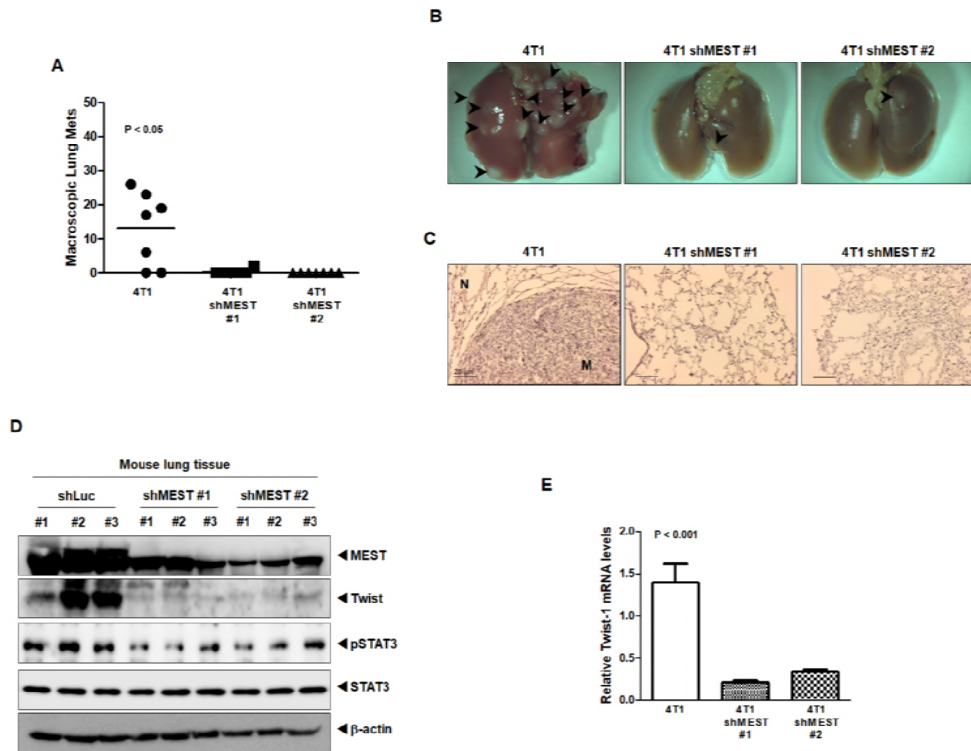 A
Macroscopic Lung Mets
50
40
30
20
10
0
P < 0.05
4T1
4T1
shMEST
#1
4T1
shMEST
#2
B
4T1
4T1 shMEST #1
4T1 shMEST #2
C
4T1
4T1 shMEST #1
4T1 shMEST #2
N
M
D
Mouse lung tissue
shLuc
shMEST #1
shMEST #2
#1 #2 #3 #1 #2 #3 #1 #2 #3
MEST
Twist
pSTAT3
STAT3
β-actin
E
Relative Twist-1 mRNA levels
2.0
1.5
1.0
0.5
0.0
P < 0.001
4T1
4T1
shMEST
#1
4T1
shMEST
#2